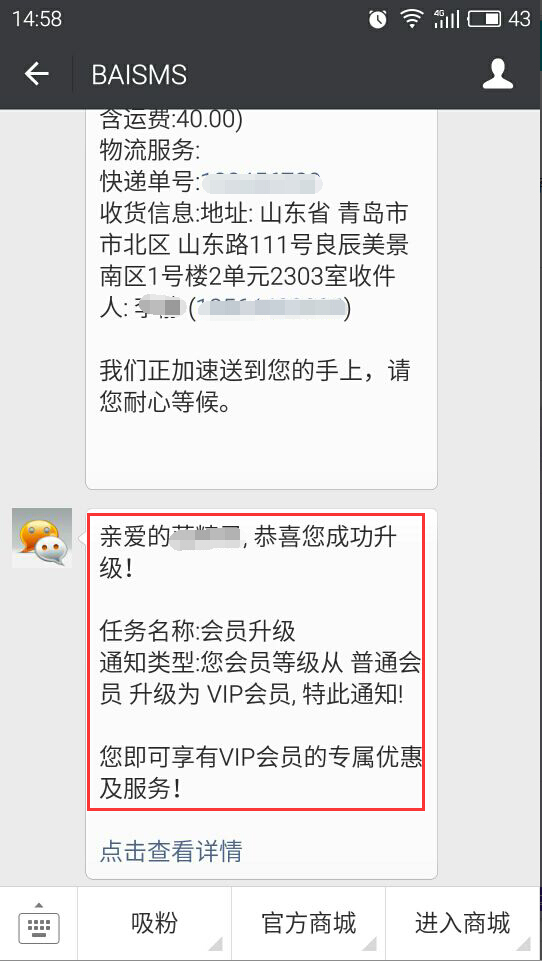 14:58
4G
43
BAISMS
含运费:40.00)
物流服务:
快递单号:
收货信息:地址: 山东省 青岛市
市北区 山东路111号良辰美景
南区1号楼2单元2303室收件
人: (
)
我们正加速送到您的手上，请
您耐心等候。
亲爱的 , 恭喜您成功升
级！
任务名称:会员升级
通知类型:您会员等级从 普通会
员 升级为 VIP会员, 特此通知!
您即可享有VIP会员的专属优惠
及服务！
点击查看详情
吸粉
官方商城
进入商城